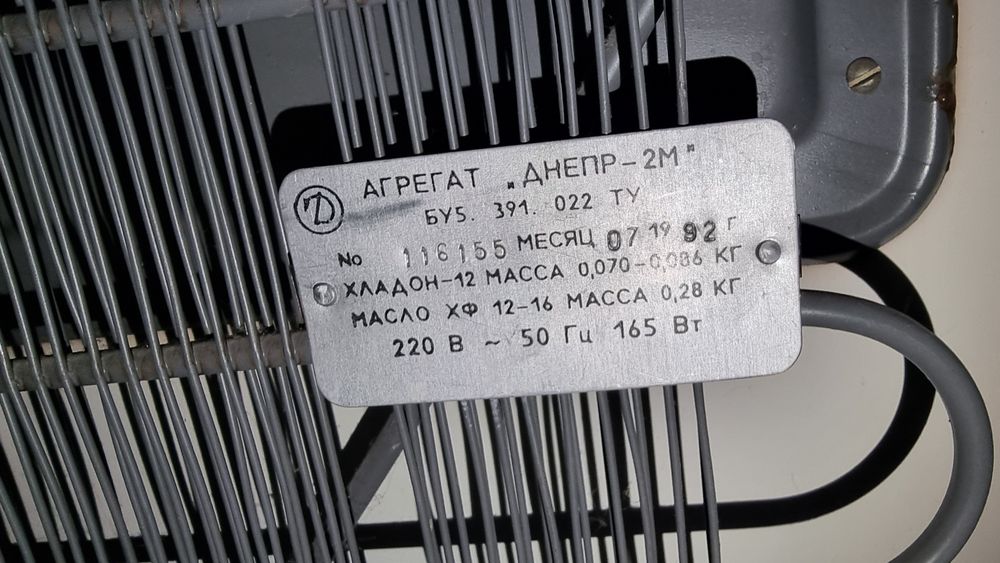 АГРЕГАТ „ДНЕПР-2М"
БУ5. 391. 022 ТУ
No 116155 МЕСЯЦ 07 19 92 Г
ХЛАДОН-12 МАССА 0,070-0,086 КГ
МАСЛО ХФ 12-16 МАССА 0,28 КГ
220 В ~ 50 Гц 165 Вт